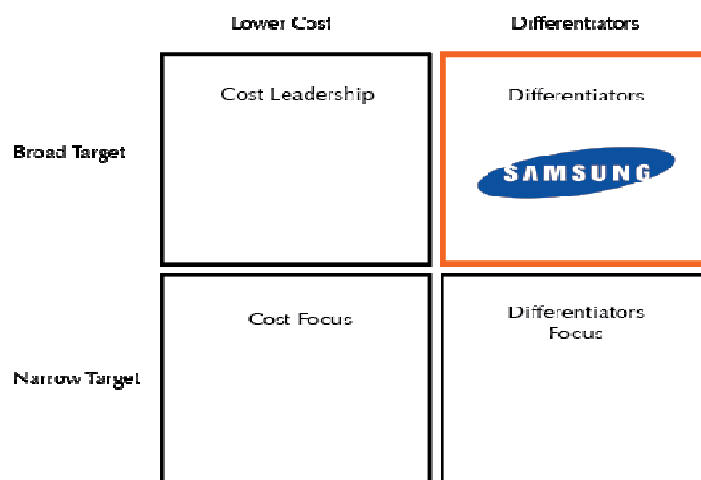 Lower Cost Differentiators
Cost Leadership Differentiators
Broad Target
SAMSUNG
Cost Focus Differentiators
Focus
Narrow Target